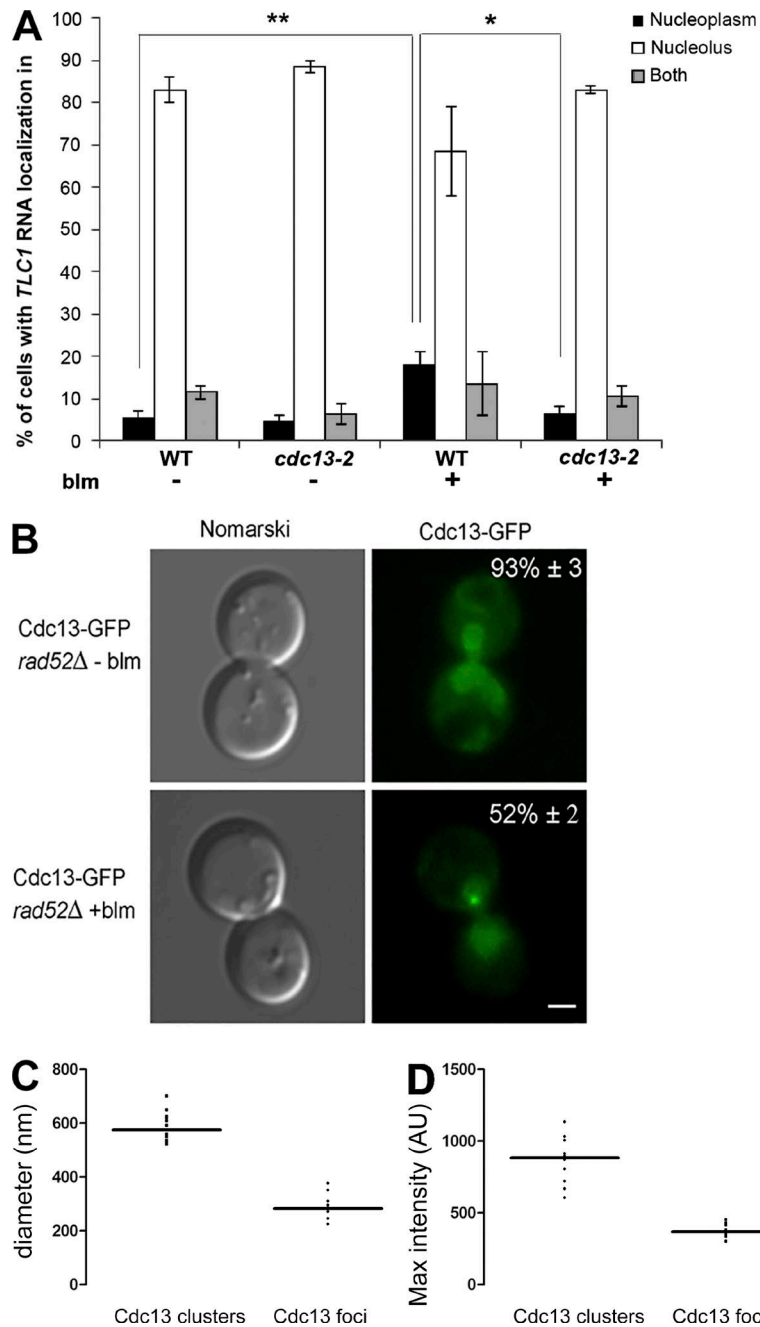 A
**
*
Nucleoplasm
Nucleolus
Both
% of cells with TLC1 RNA localization in
100
90
80
70
60
50
40
30
20
10
0
WT
cdc13-2
WT
cdc13-2
blm
-
-
+
+
B
Nomarski
Cdc13-GFP
Cdc13-GFP
rad52Δ - blm
93% ± 3
Cdc13-GFP
rad52Δ +blm
52% ± 2
C
diameter (nm)
800
600
400
200
0
Cdc13 clusters
Cdc13 foci
D
Max intensity (AU)
1500
1000
500
0
Cdc13 clusters
Cdc13 foc